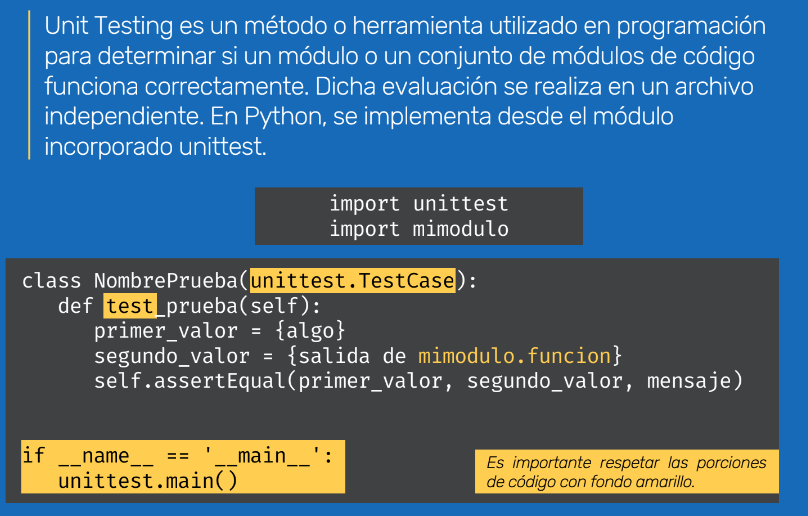 Unit Testing es un método o herramienta utilizado en programación
para determinar si un módulo o un conjunto de módulos de código
funciona correctamente. Dicha evaluación se realiza en un archivo
independiente. En Python, se implementa desde el módulo
incorporado unittest.
import unittest
import mimodulo
class NombrePrueba(unittest.TestCase):
   def test_prueba(self):
      primer_valor = {algo}
      segundo_valor = {salida de mimodulo.funcion}
      self.assertEqual(primer_valor, segundo_valor, mensaje)
if __name__ == '__main__':
   unittest.main()
Es importante respetar las porciones
de código con fondo amarillo.